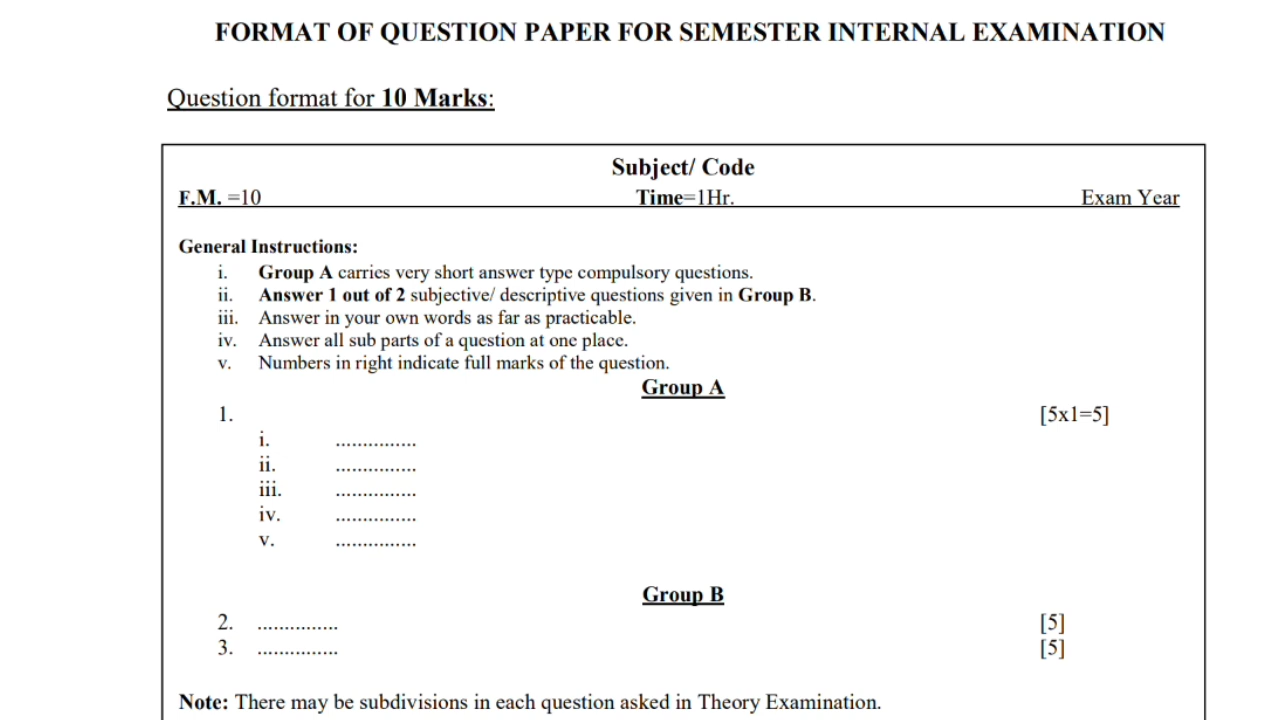 FORMAT OF QUESTION PAPER FOR SEMESTER INTERNAL EXAMINATION
Question format for 10 Marks:
Subject/ Code
F.M. =10 Time=1Hr. Exam Year
General Instructions:
i. Group A carries very short answer type compulsory questions.
ii. Answer 1 out of 2 subjective/ descriptive questions given in Group B.
iii. Answer in your own words as far as practicable.
iv. Answer all sub parts of a question at one place.
v. Numbers in right indicate full marks of the question.
Group A
1. [5x1=5]
i. ...............
ii. ...............
iii. ...............
iv. ...............
v. ...............
Group B
2. ............... [5]
3. ............... [5]
Note: There may be subdivisions in each question asked in Theory Examination.